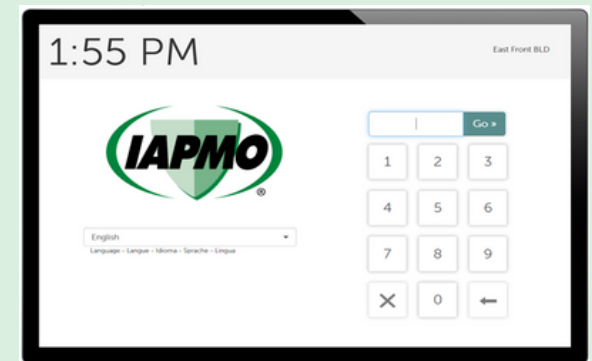 1:55 PM
East Front BLD
IAPMO
®
Go »
1 2 3
4 5 6
English
Language - Langue - Idioma - Sprache - Lingua
7 8 9
0